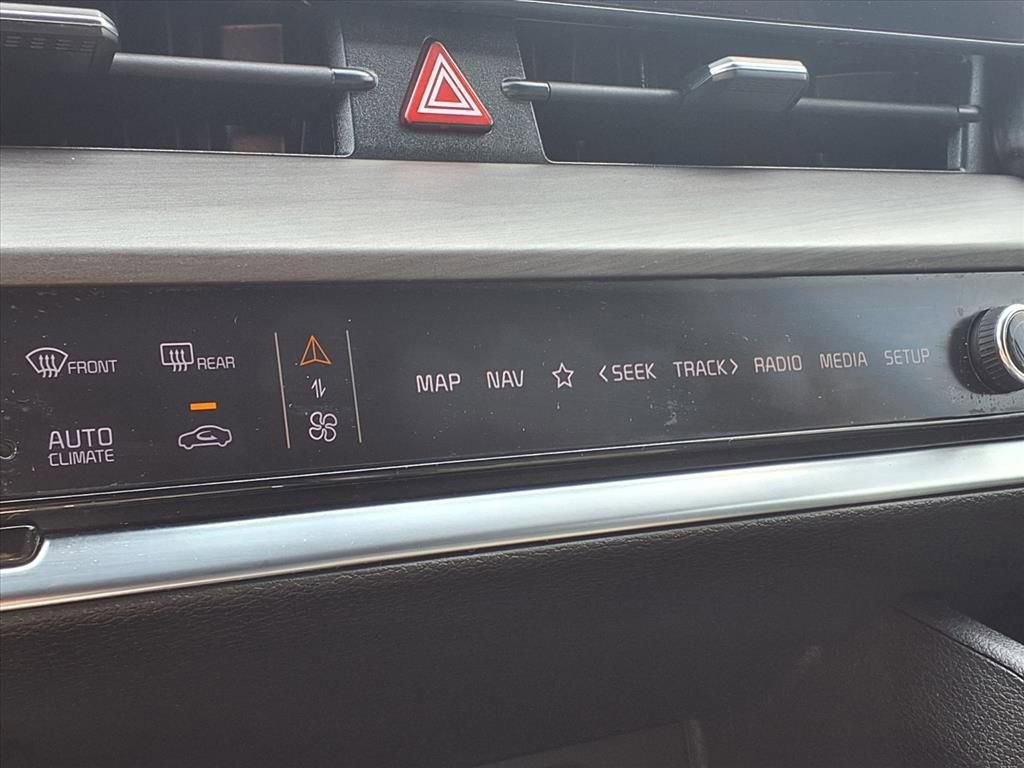 FRONT
REAR
MAP NAV <SEEK TRACK> RADIO MEDIA SETUP
AUTO
CLIMATE